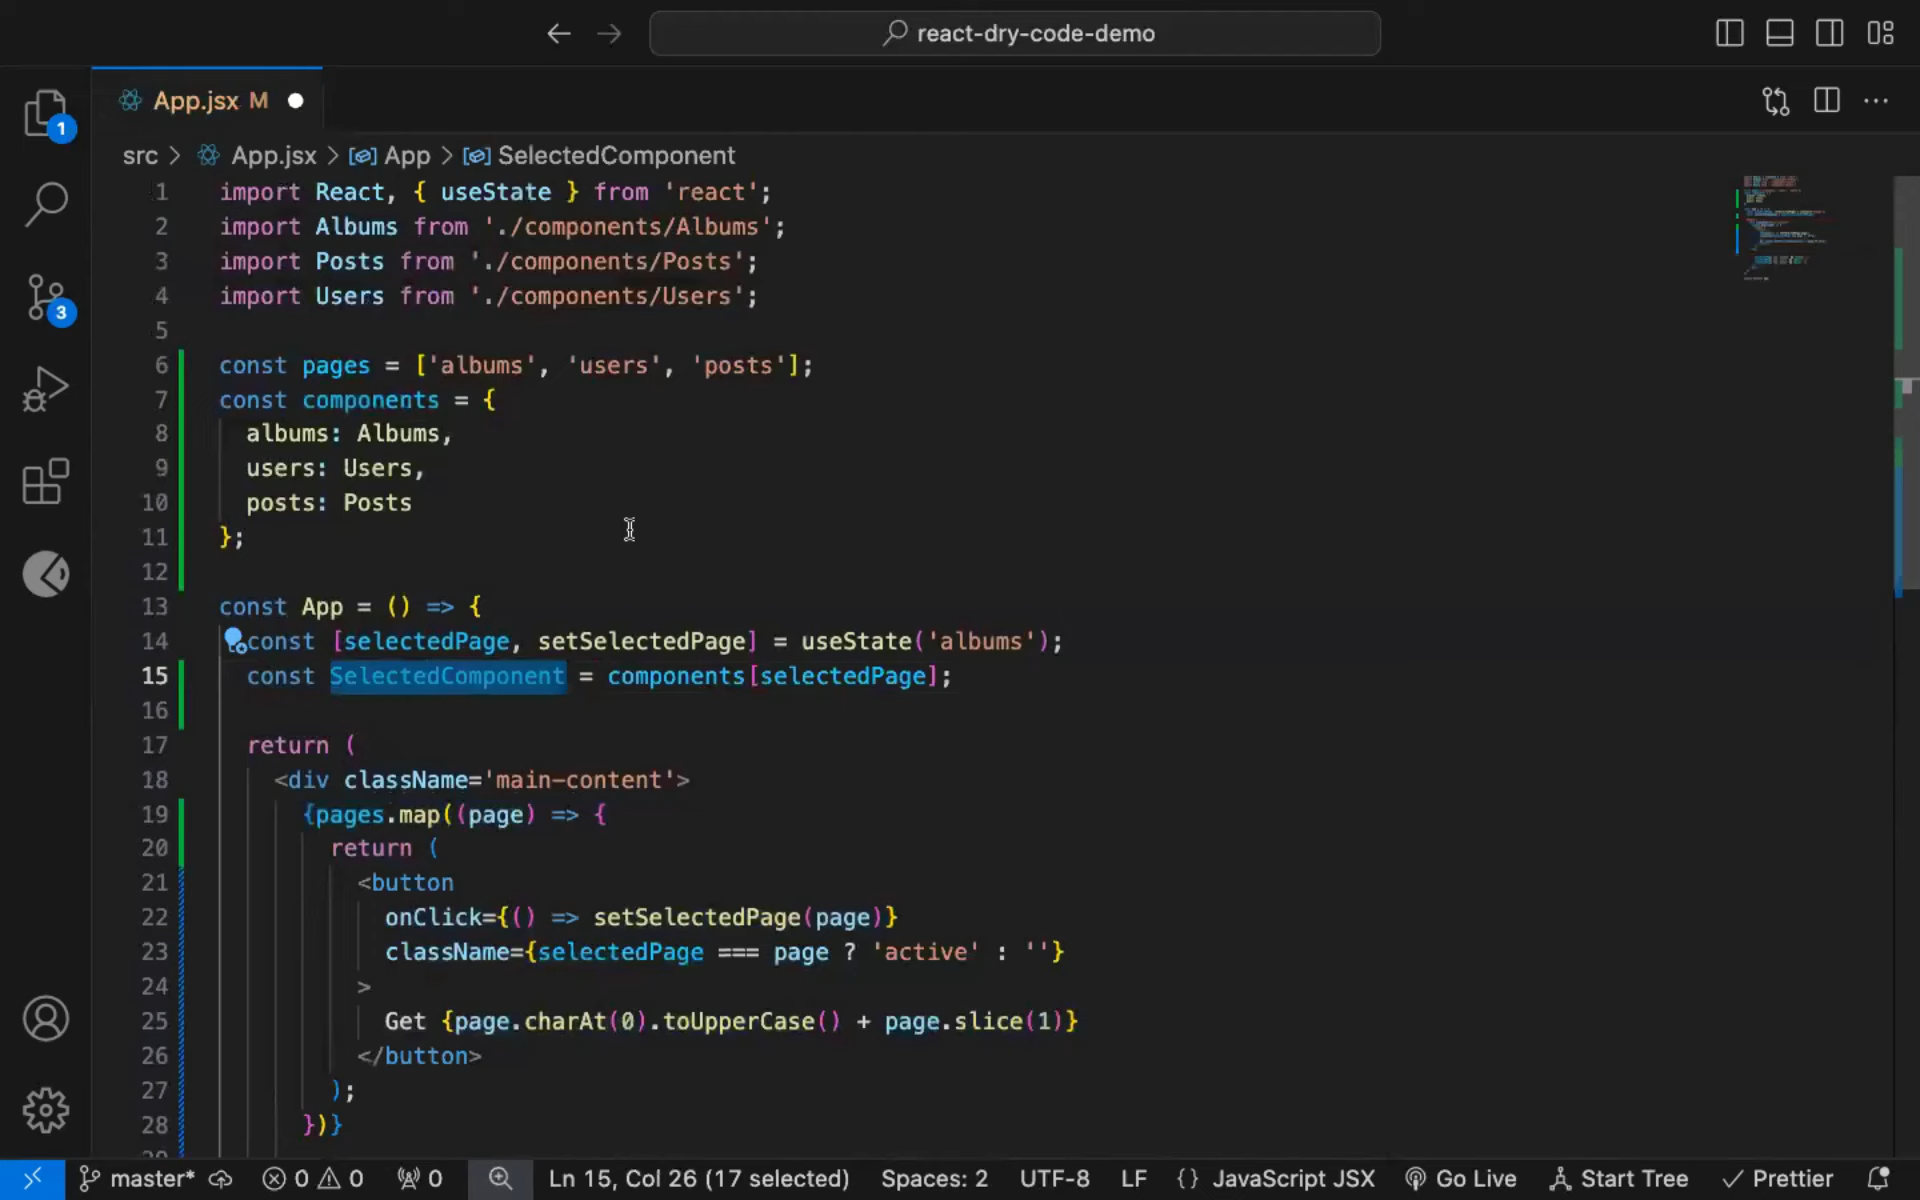 react-dry-code-demo
App.jsx M
src > App.jsx > App > SelectedComponent
1 import React, { useState } from 'react';
2 import Albums from './components/Albums';
3 import Posts from './components/Posts';
4 import Users from './components/Users';
5
6 const pages = ['albums', 'users', 'posts'];
7 const components = {
8 albums: Albums,
9 users: Users,
10 posts: Posts
11 };
12
13 const App = () => {
14 const [selectedPage, setSelectedPage] = useState('albums');
15 const SelectedComponent = components[selectedPage];
16
17 return (
18 <div className='main-content'>
19 {pages.map((page) => {
20 return (
21 <button
22 onClick={() => setSelectedPage(page)}
23 className={selectedPage === page ? 'active' : ''}
24 >
25 Get {page.charAt(0).toUpperCase() + page.slice(1)}
26 </button>
27 );
28 })}
1
3
master* 0 0 0 Ln 15, Col 26 (17 selected) Spaces: 2 UTF-8 LF {} JavaScript JSX Go Live Start Tree Prettier